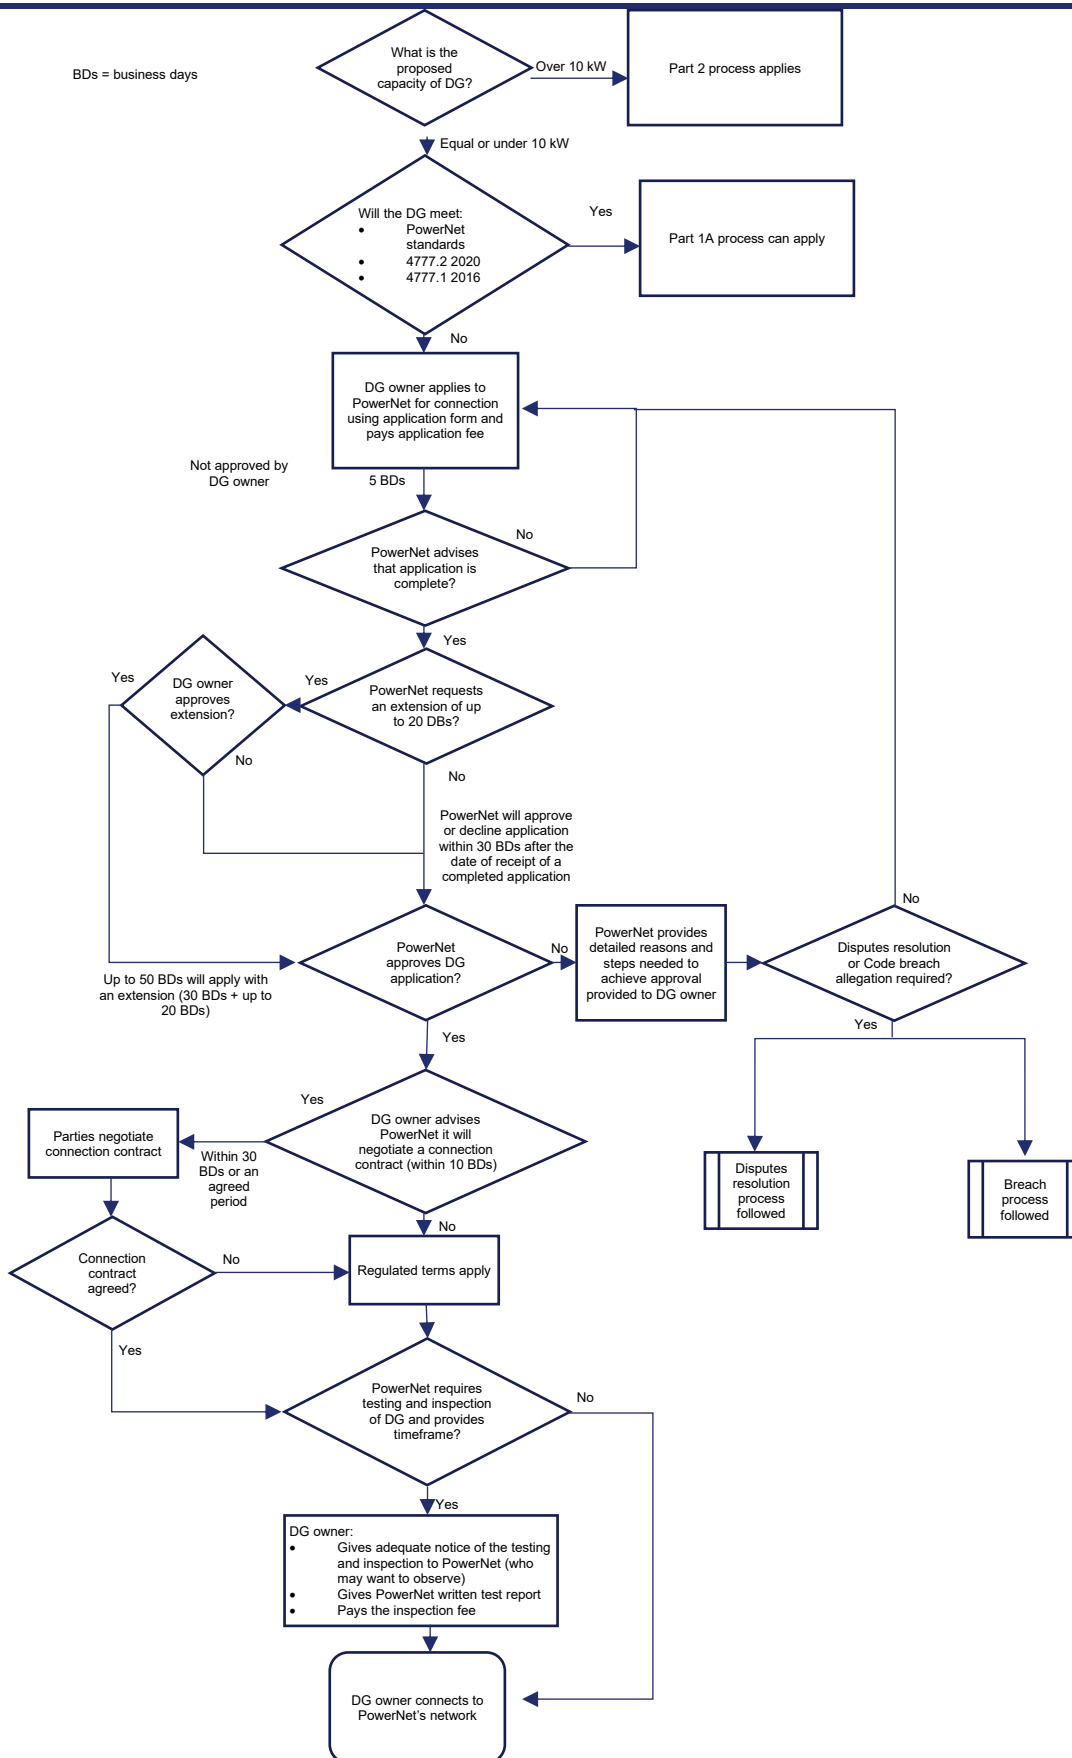 What is the
proposed
capacity of DG?
BDs = business days
Over 10 kW
Part 2 process applies
Equal or under 10 kW
Will the DG meet:
• PowerNet
standards
• 4777.2 2020
• 4777.1 2016
Yes
Part 1A process can apply
No
DG owner applies to
PowerNet for connection
using application form and
pays application fee
Not approved by
DG owner
5 BDs
PowerNet advises
that application is
complete?
No
Yes
PowerNet requests
an extension of up
to 20 DBs?
Yes
DG owner
approves
extension?
Yes
No
No
PowerNet will approve
or decline application
within 30 BDs after the
date of receipt of a
completed application
PowerNet
approves DG
application?
No
PowerNet provides
detailed reasons and
steps needed to
achieve approval
provided to DG owner
Disputes resolution
or Code breach
allegation required?
No
Up to 50 BDs will apply with
an extension (30 BDs + up to
20 BDs)
Yes
Yes
DG owner advises
PowerNet it will
negotiate a connection
contract (within 10 BDs)
Yes
Parties negotiate
connection contract
Within 30
BDs or an
agreed
period
Disputes
resolution
process
followed
Breach
process
followed
No
Connection
contract
agreed?
No
Regulated terms apply
Yes
PowerNet requires
testing and inspection
of DG and provides
timeframe?
No
Yes
DG owner:
• Gives adequate notice of the testing
and inspection to PowerNet (who
may want to observe)
• Gives PowerNet written test report
• Pays the inspection fee
DG owner connects to
PowerNet's network